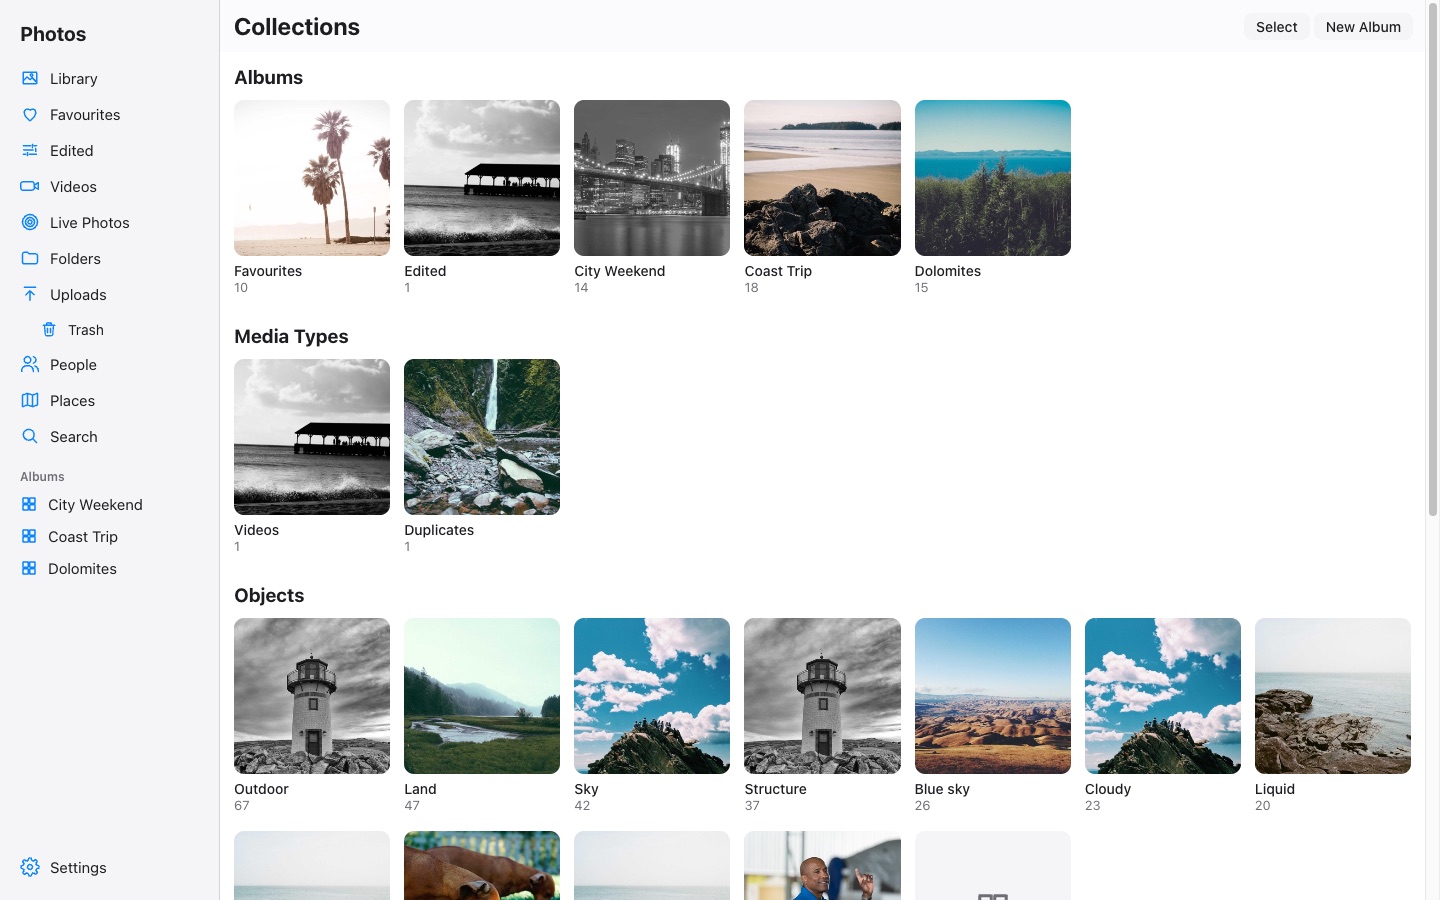 Photos
Library
Favourites
Edited
Videos
Live Photos
Folders
Uploads
Trash
People
Places
Search
Albums
City Weekend
Coast Trip
Dolomites
Settings
Collections
Select
New Album
Albums
Favourites
10
Edited
1
City Weekend
14
Coast Trip
18
Dolomites
15
Media Types
Videos
1
Duplicates
1
Objects
Outdoor
67
Land
47
Sky
42
Structure
37
Blue sky
26
Cloudy
23
Liquid
20